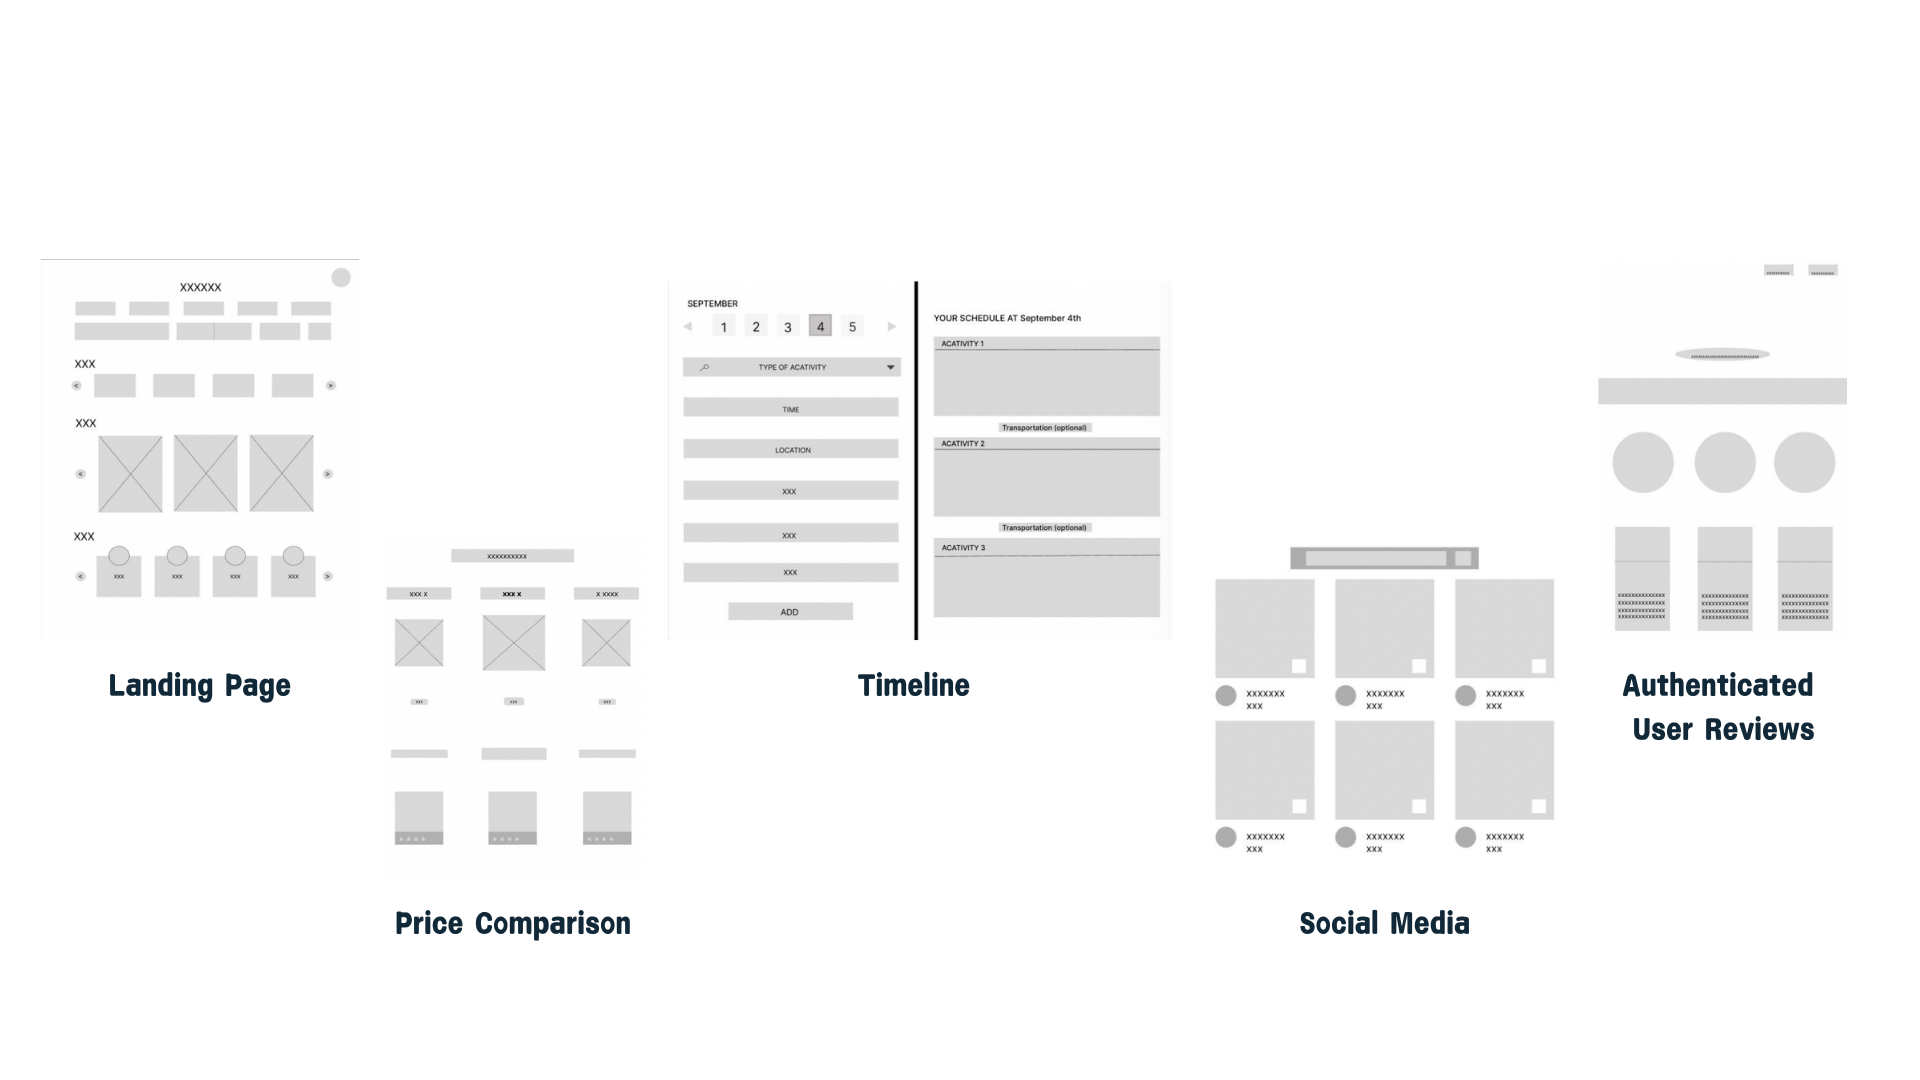 XXXXXX
XXX
<
>
XXX
<
>
XXX
<
xxx
xxx
xxx
xxx
>
Landing Page
XXXXXXXXXX
XXX X
XXX X
X XXXX
XXX
XXX
XXX
Price Comparison
SEPTEMBER
1 2 3 4 5
TYPE OF ACATIVITY
TIME
LOCATION
XXX
XXX
XXX
ADD
YOUR SCHEDULE AT September 4th
ACATIVITY 1
Transportation (optional)
ACATIVITY 2
Transportation (optional)
ACATIVITY 3
Timeline
XXXXXXX
XXX
XXXXXXX
XXX
XXXXXXX
XXX
XXXXXXX
XXX
XXXXXXX
XXX
XXXXXXX
XXX
Social Media
Authenticated
User Reviews